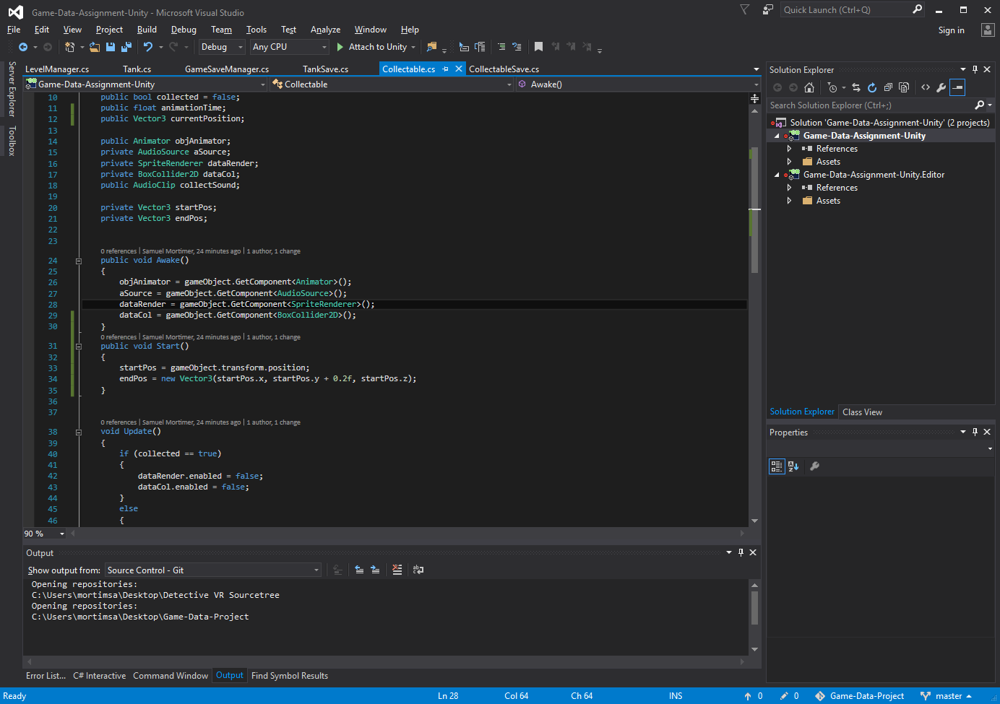 Game-Data-Assignment-Unity - Microsoft Visual Studio
Quick Launch (Ctrl+Q)
File Edit View Project Build Debug Team Tools Test Analyze Window Help
Sign in
Debug Any CPU Attach to Unity
Server Explorer
Toolbox
LevelManager.cs Tank.cs GameSaveManager.cs TankSave.cs Collectable.cs CollectableSave.cs
Game-Data-Assignment-Unity Collectable Awake()
10 public bool collected = false;
11 public float animationTime;
12 public Vector3 currentPosition;
13
14 public Animator objAnimator;
15 private AudioSource aSource;
16 private SpriteRenderer dataRender;
17 private BoxCollider2D dataCol;
18 public AudioClip collectSound;
19
20 private Vector3 startPos;
21 private Vector3 endPos;
22
23
0 references | Samuel Mortimer, 24 minutes ago | 1 author, 1 change
24 public void Awake()
25 {
26 objAnimator = gameObject.GetComponent<Animator>();
27 aSource = gameObject.GetComponent<AudioSource>();
28 dataRender = gameObject.GetComponent<SpriteRenderer>();
29 dataCol = gameObject.GetComponent<BoxCollider2D>();
30 }
0 references | Samuel Mortimer, 24 minutes ago | 1 author, 1 change
31 public void Start()
32 {
33 startPos = gameObject.transform.position;
34 endPos = new Vector3(startPos.x, startPos.y + 0.2f, startPos.z);
35 }
36
37
0 references | Samuel Mortimer, 24 minutes ago | 1 author, 1 change
38 void Update()
39 {
40 if (collected == true)
41 {
42 dataRender.enabled = false;
43 dataCol.enabled = false;
44 }
45 else
46 {
90 %
Output
Show output from: Source Control - Git
Opening repositories:
C:\Users\mortimsa\Desktop\Detective VR Sourcetree
Opening repositories:
C:\Users\mortimsa\Desktop\Game-Data-Project
Error List... C# Interactive Command Window Output Find Symbol Results
Solution Explorer
Search Solution Explorer (Ctrl+;)
Solution 'Game-Data-Assignment-Unity' (2 projects)
Game-Data-Assignment-Unity
References
Assets
Game-Data-Assignment-Unity.Editor
References
Assets
Solution Explorer Class View
Properties
Ready Ln 28 Col 64 Ch 64 INS 0 0 Game-Data-Project master